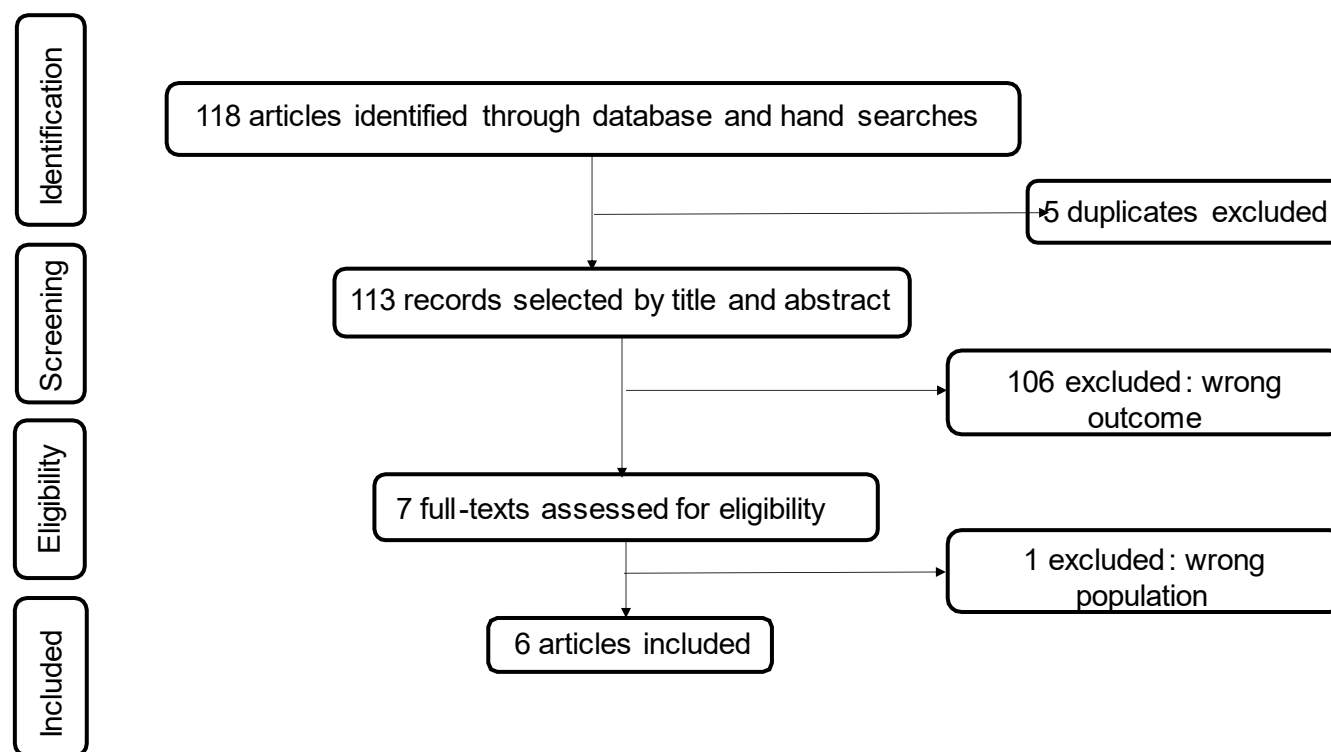 Identification
118 articles identified through database and hand searches
5 duplicates excluded
Screening
113 records selected by title and abstract
106 excluded: wrong
outcome
Eligibility
7 full-texts assessed for eligibility
1 excluded: wrong
population
Included
6 articles included